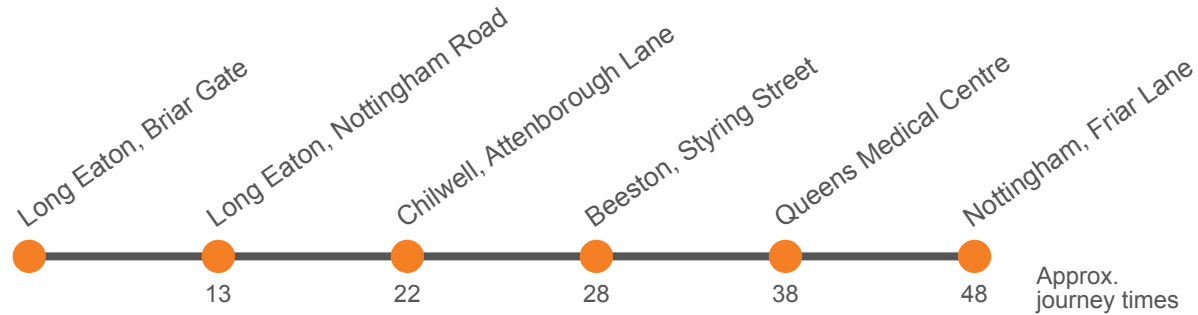 Long Eaton, Briar Gate
Long Eaton, Nottingham Road
Chilwell, Attenborough Lane
Beeston, Styring Street
Queens Medical Centre
Nottingham, Friar Lane
13
22
28
38
48
Approx.
journey times